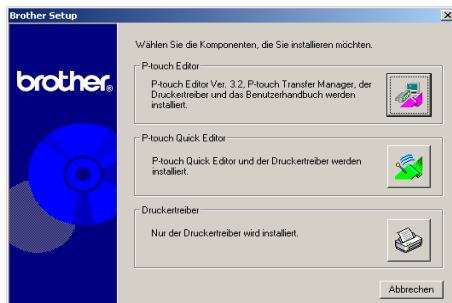 Brother Setup
Wählen Sie die Komponenten, die Sie installieren möchten.
brother®
P-touch Editor
P-touch Editor Ver. 3.2, P-touch Transfer Manager, der
Druckertreiber und das Benutzerhandbuch werden
installiert.
P-touch Quick Editor
P-touch Quick Editor und der Druckertreiber werden
installiert.
Druckertreiber
Nur der Druckertreiber wird installiert.
Abbrechen